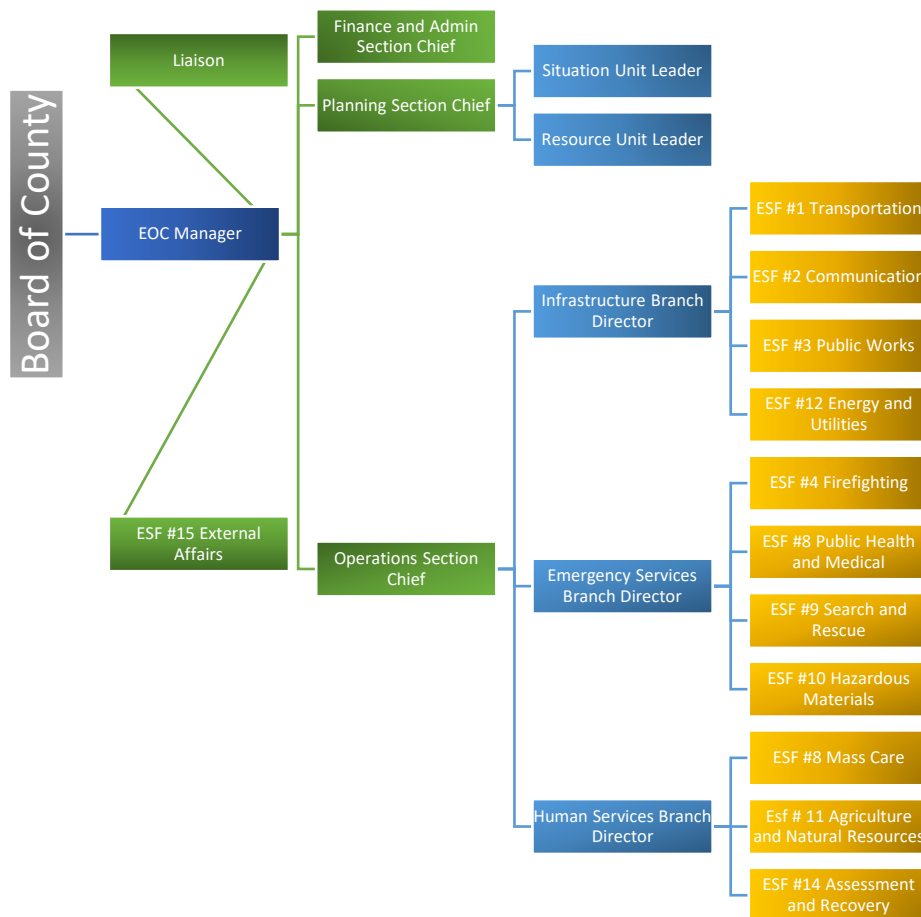 Board of County
Liaison
EOC Manager
ESF #15 External
Affairs
Finance and Admin
Section Chief
Planning Section Chief
Operations Section
Chief
Situation Unit Leader
Resource Unit Leader
Infrastructure Branch
Director
Emergency Services
Branch Director
Human Services Branch
Director
ESF #1 Transportation
ESF #2 Communication
ESF #3 Public Works
ESF #12 Energy and
Utilities
ESF #4 Firefighting
ESF #8 Public Health
and Medical
ESF #9 Search and
Rescue
ESF #10 Hazardous
Materials
ESF #8 Mass Care
Esf # 11 Agriculture
and Natural Resources
ESF #14 Assessment
and Recovery